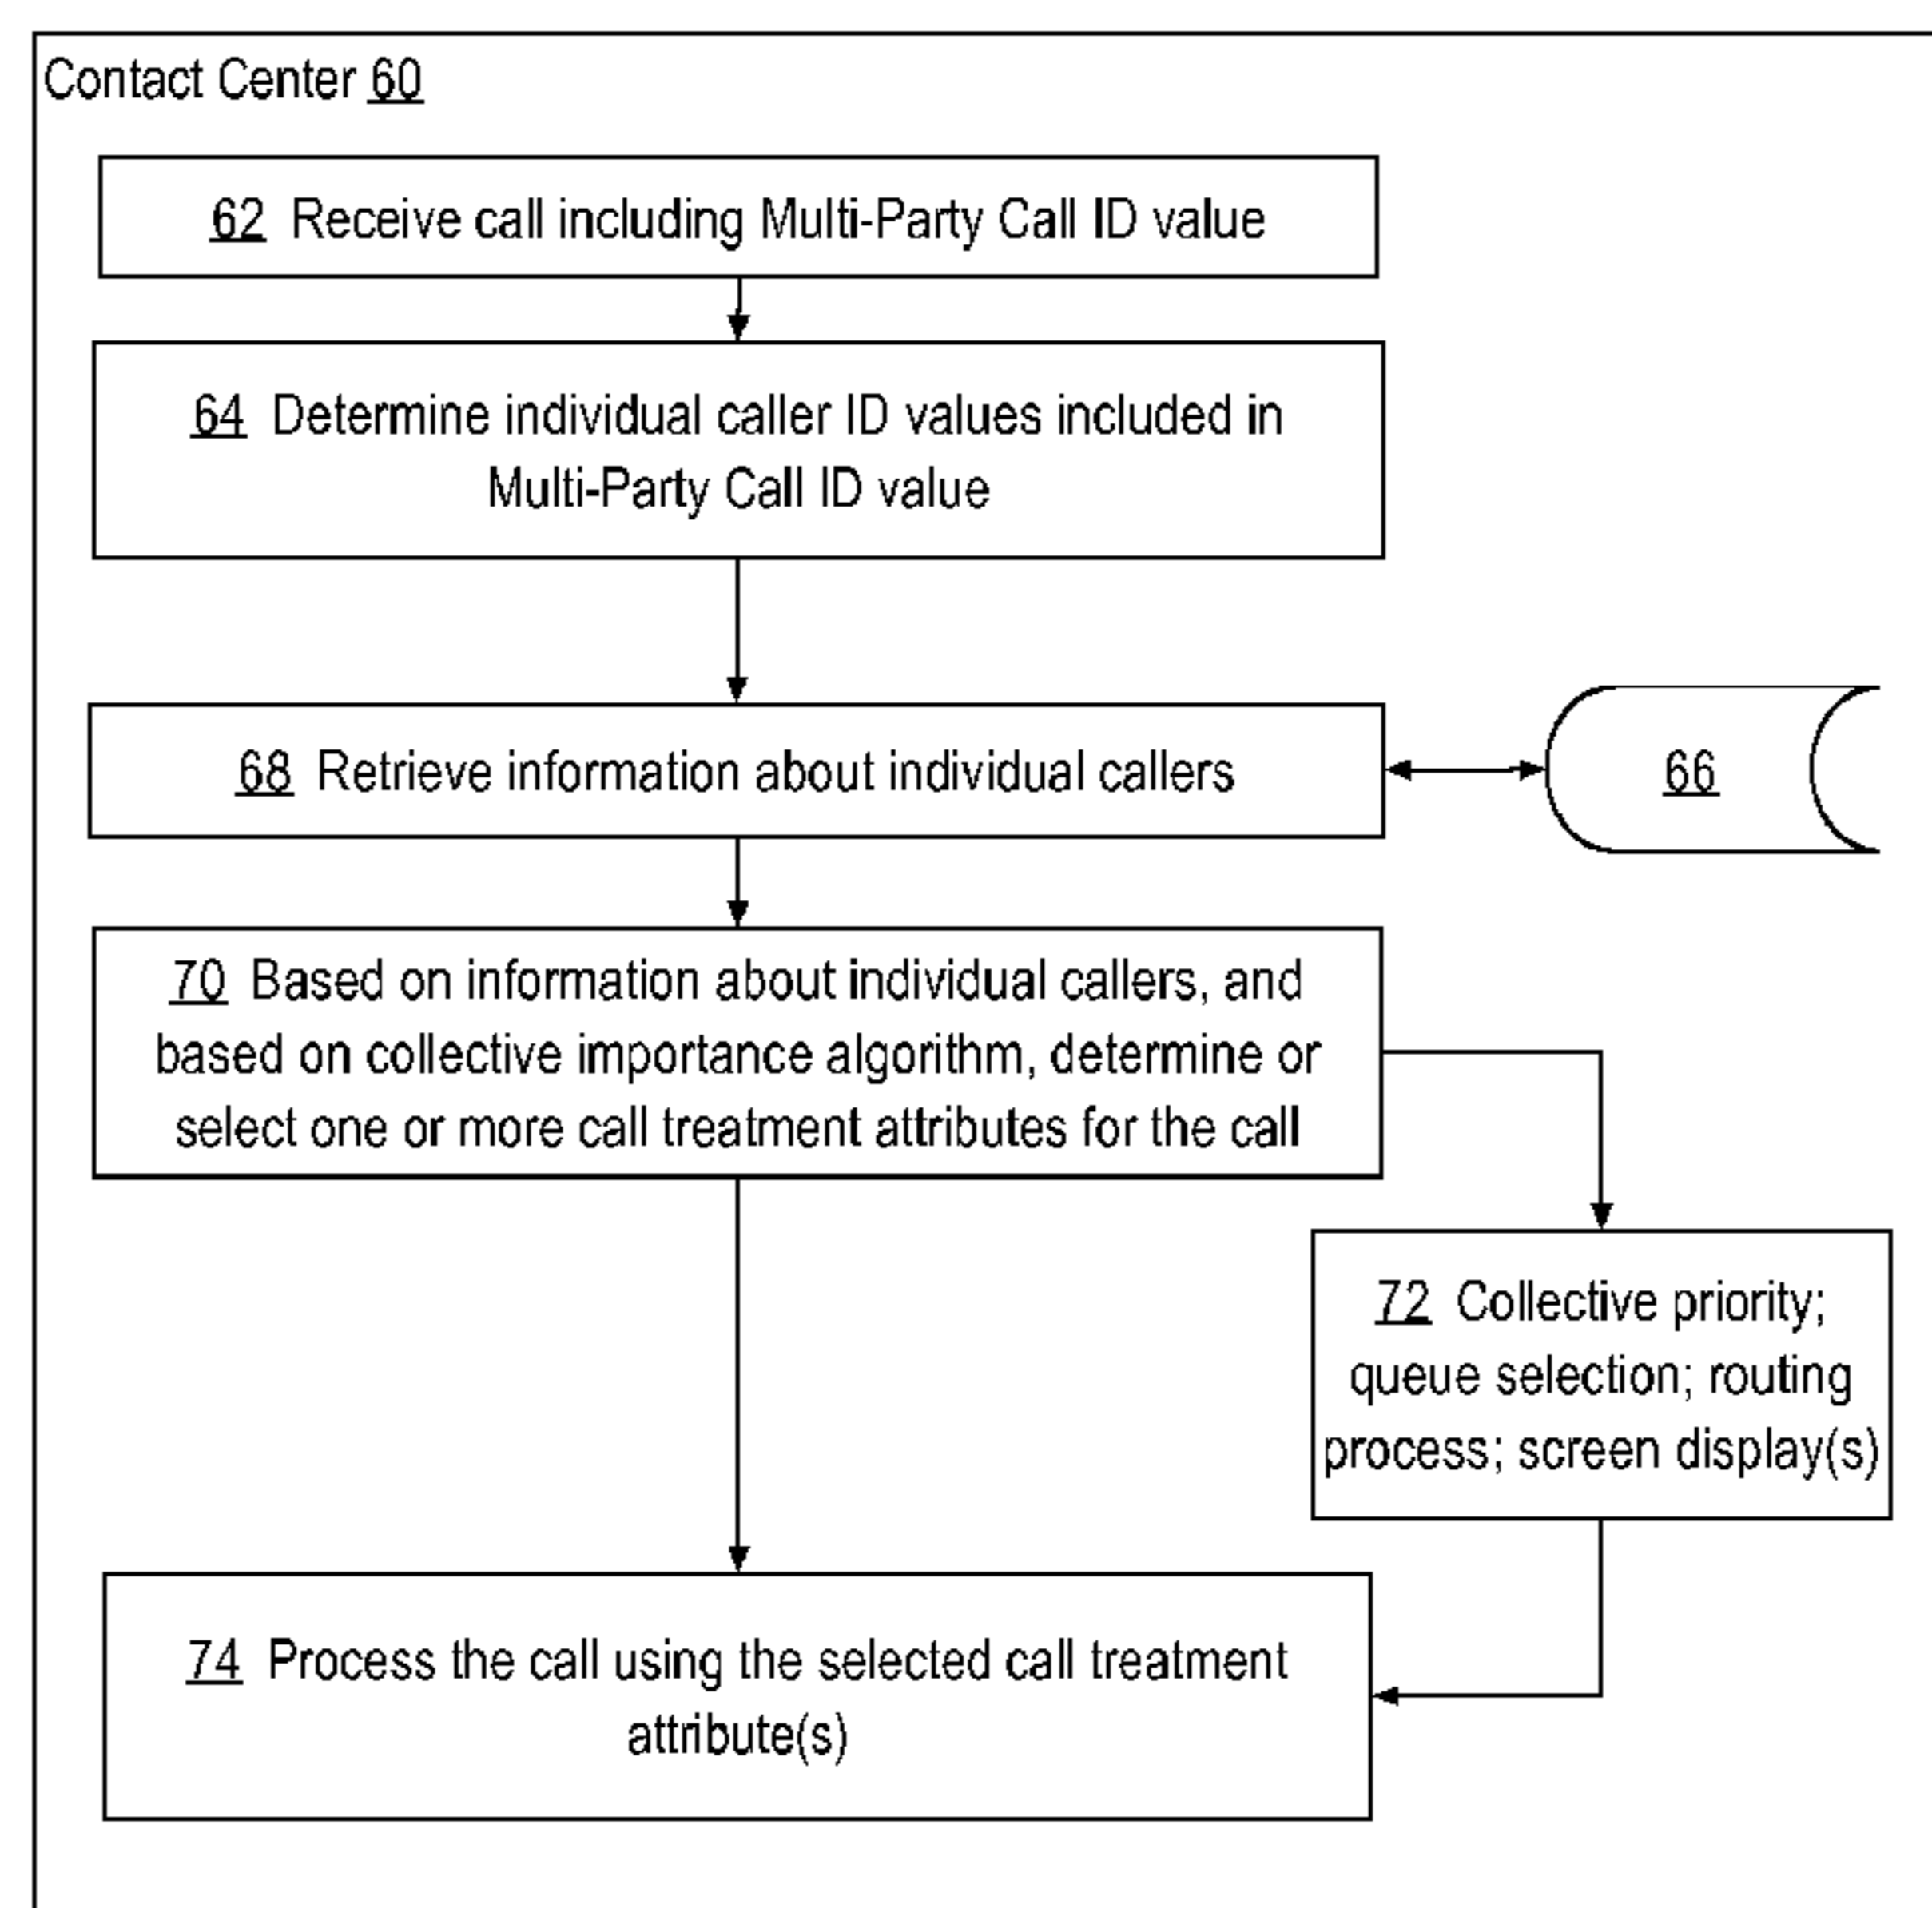 Contact Center 60
62 Receive call including Multi-Party Call ID value
64 Determine individual caller ID values included in
Multi-Party Call ID value
68 Retrieve information about individual callers
66
70 Based on information about individual callers, and
based on collective importance algorithm, determine or
select one or more call treatment attributes for the call
72 Collective priority;
queue selection; routing
process; screen display(s)
74 Process the call using the selected call treatment
attribute(s)